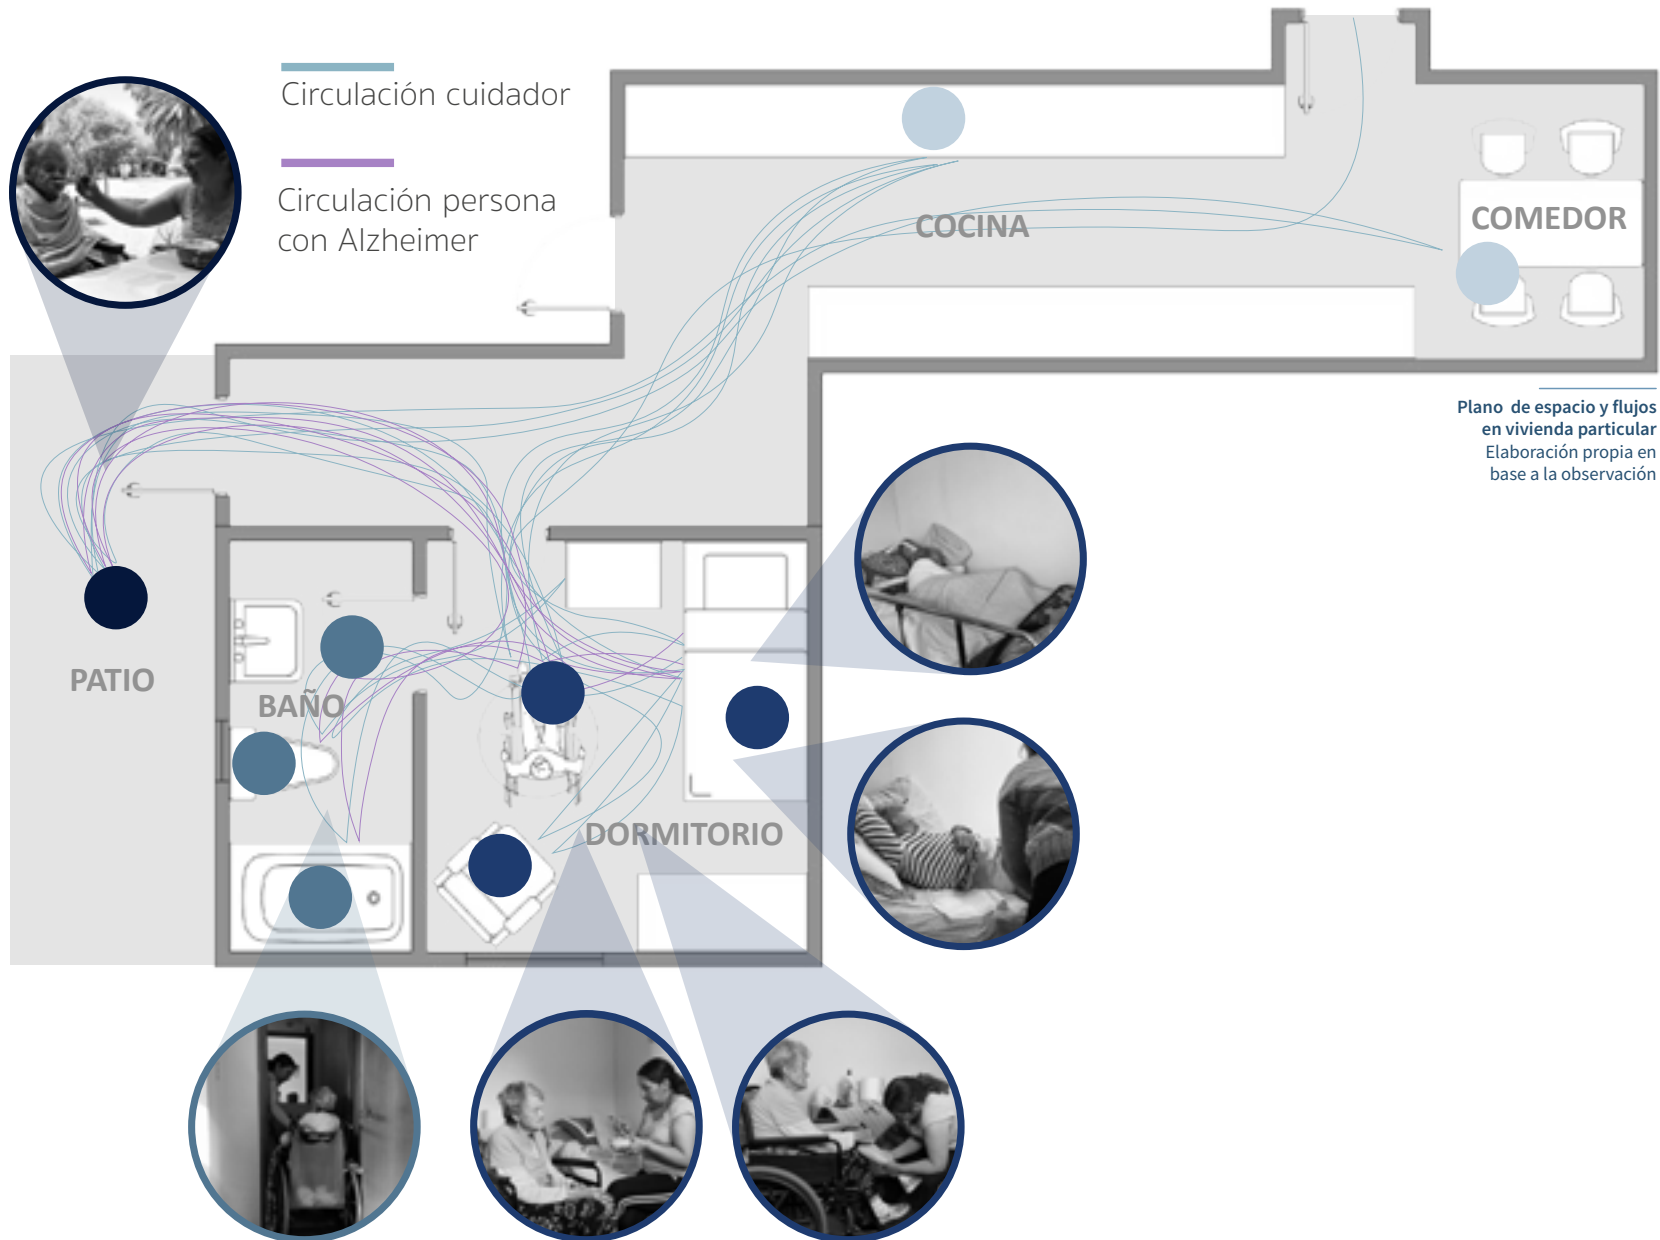 Circulación cuidador
Circulación persona
con Alzheimer
COCINA
COMEDOR
Plano de espacio y flujos
en vivienda particular
Elaboración propia en
base a la observación
PATIO
BAÑO
DORMITORIO